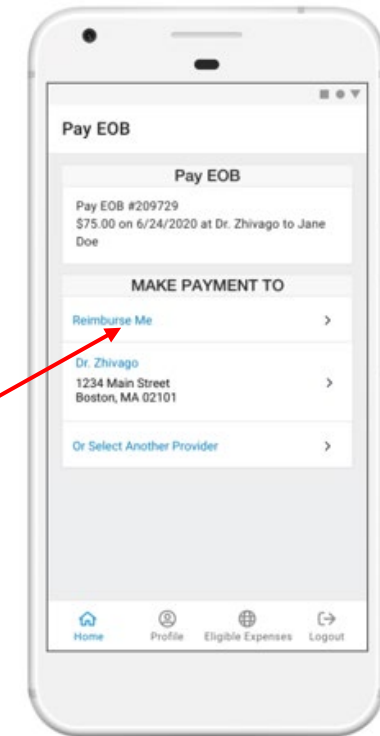 Pay EOB
Pay EOB
Pay EOB #209729
$75.00 on 6/24/2020 at Dr. Zhivago to Jane
Doe
MAKE PAYMENT TO
Reimburse Me
Dr. Zhivago
1234 Main Street
Boston, MA 02101
Or Select Another Provider
Home Profile Eligible Expenses Logout